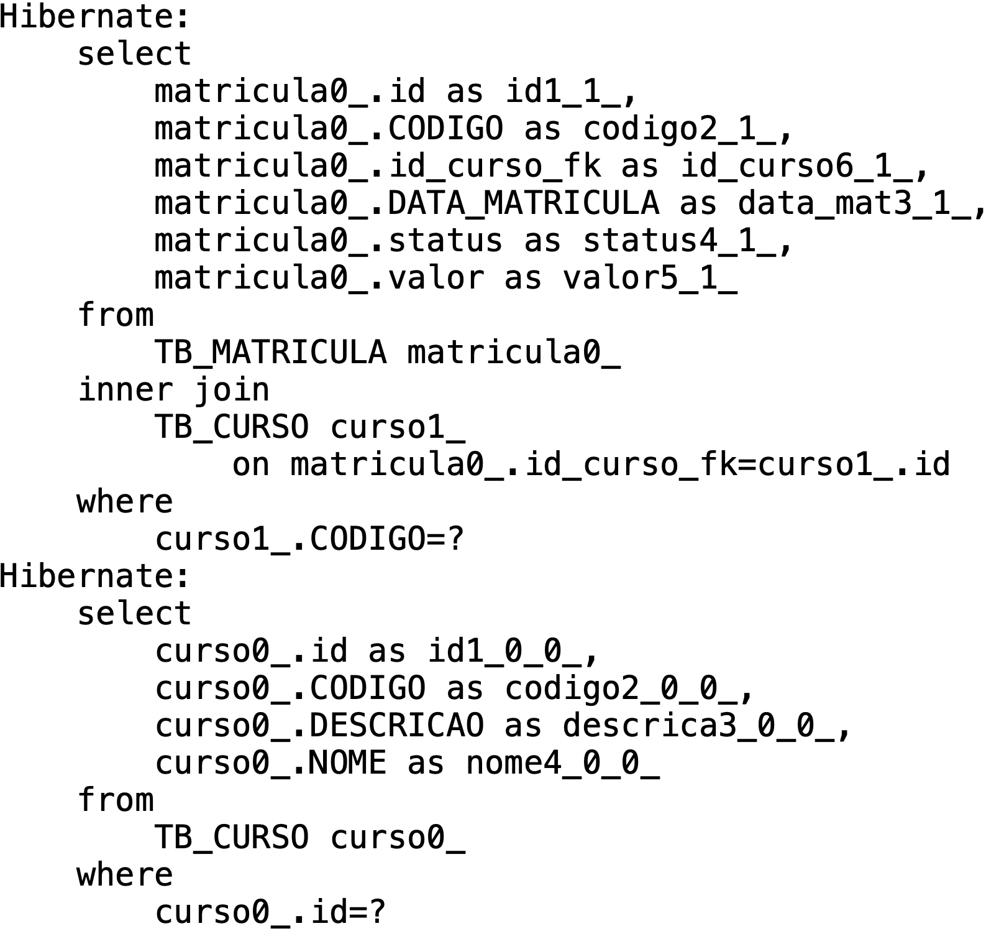 Hibernate:
    select
        matricula0_.id as id1_1_,
        matricula0_.CODIGO as codigo2_1_,
        matricula0_.id_curso_fk as id_curso6_1_,
        matricula0_.DATA_MATRICULA as data_mat3_1_,
        matricula0_.status as status4_1_,
        matricula0_.valor as valor5_1_
    from
        TB_MATRICULA matricula0_
    inner join
        TB_CURSO curso1_
            on matricula0_.id_curso_fk=curso1_.id
    where
        curso1_.CODIGO=?
Hibernate:
    select
        curso0_.id as id1_0_0_,
        curso0_.CODIGO as codigo2_0_0_,
        curso0_.DESCRICAO as descrica3_0_0_,
        curso0_.NOME as nome4_0_0_
    from
        TB_CURSO curso0_
    where
        curso0_.id=?